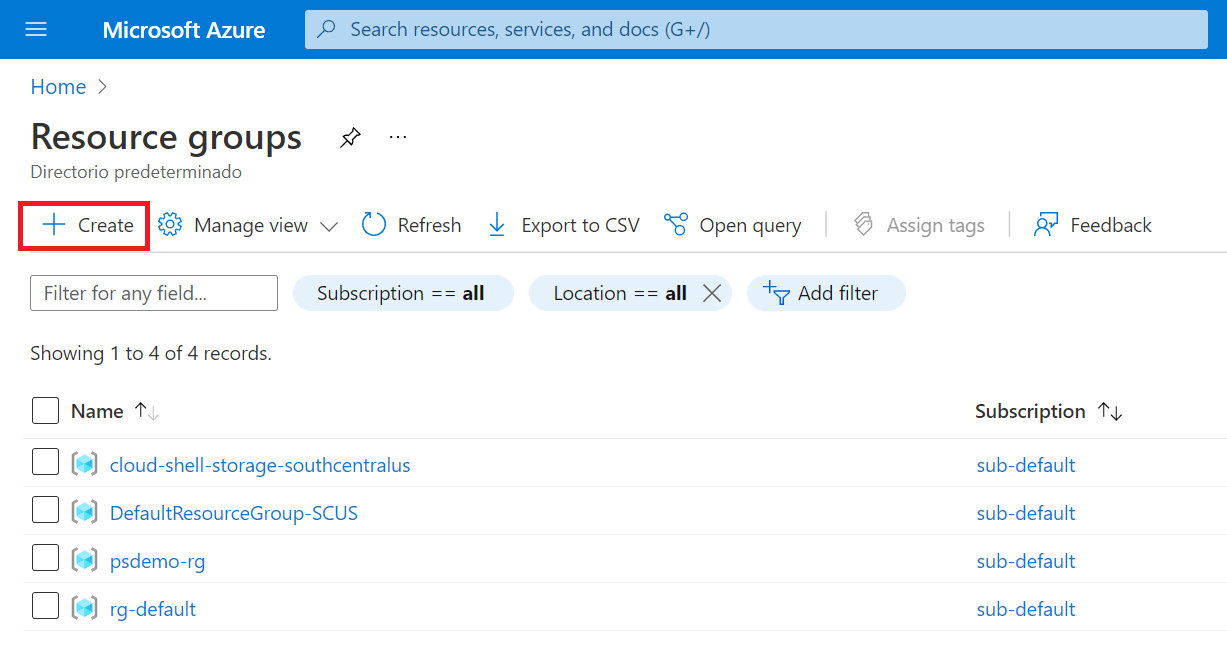 Microsoft Azure Search resources, services, and docs (G+/)
Home
Resource groups ...
Directorio predeterminado
+ Create Manage view Refresh Export to CSV Open query Assign tags Feedback
Filter for any field... Subscription == all Location == all Add filter
Showing 1 to 4 of 4 records.
Name Subscription
cloud-shell-storage-southcentralus sub-default
DefaultResourceGroup-SCUS sub-default
psdemo-rg sub-default
rg-default sub-default